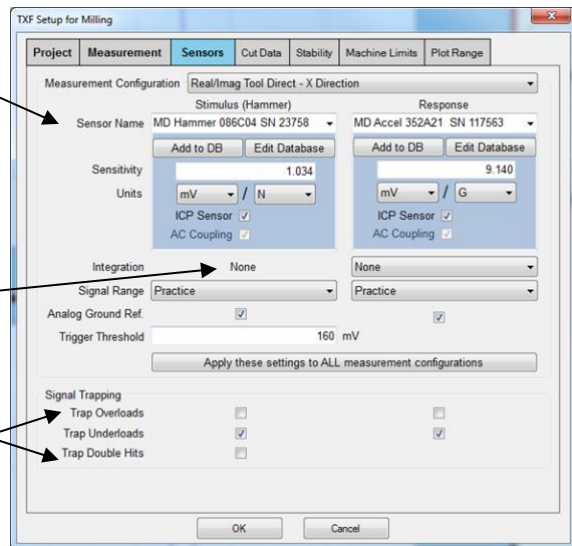 TXF Setup for Milling
Project Measurement Sensors Cut Data Stability Machine Limits Plot Range
Measurement Configuration Real/Imag Tool Direct - X Direction
Stimulus (Hammer) Response
Sensor Name MD Hammer 086C04 SN 23758 MD Accel 352A21 SN 117563
Add to DB Edit Database Add to DB Edit Database
Sensitivity 1.034 9.140
Units mV / N mV / G
ICP Sensor ICP Sensor
AC Coupling AC Coupling
Integration None None
Signal Range Practice Practice
Analog Ground Ref.
Trigger Threshold 160 mV
Apply these settings to ALL measurement configurations
Signal Trapping
Trap Overloads
Trap Underloads
Trap Double Hits
OK Cancel